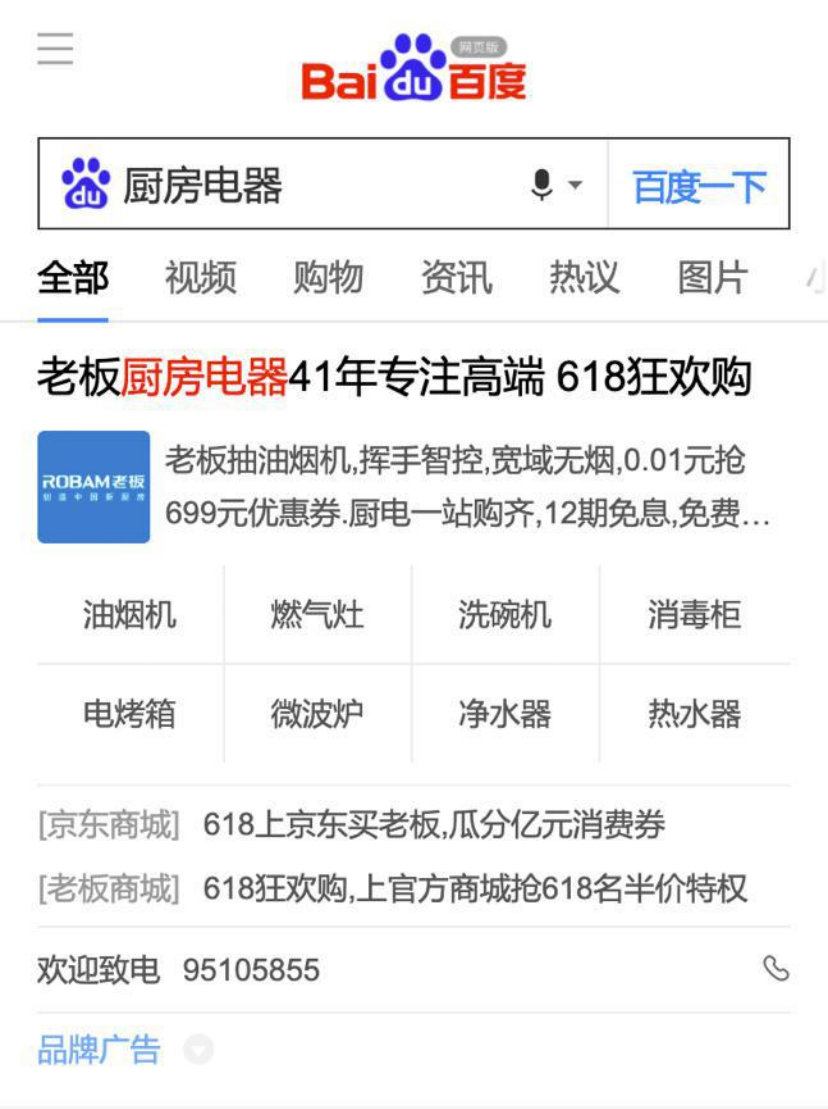 Bai du 百度 网页版
du 厨房电器 百度一下
全部 视频 购物 资讯 热议 图片
老板厨房电器41年专注高端 618狂欢购
ROBAM老板
创造中国新厨房
老板抽油烟机,挥手智控,宽域无烟,0.01元抢
699元优惠券.厨电一站购齐,12期免息,免费...
油烟机 燃气灶 洗碗机 消毒柜
电烤箱 微波炉 净水器 热水器
[京东商城] 618上京东买老板,瓜分亿元消费券
[老板商城] 618狂欢购,上官方商城抢618名半价特权
欢迎致电 95105855
品牌广告